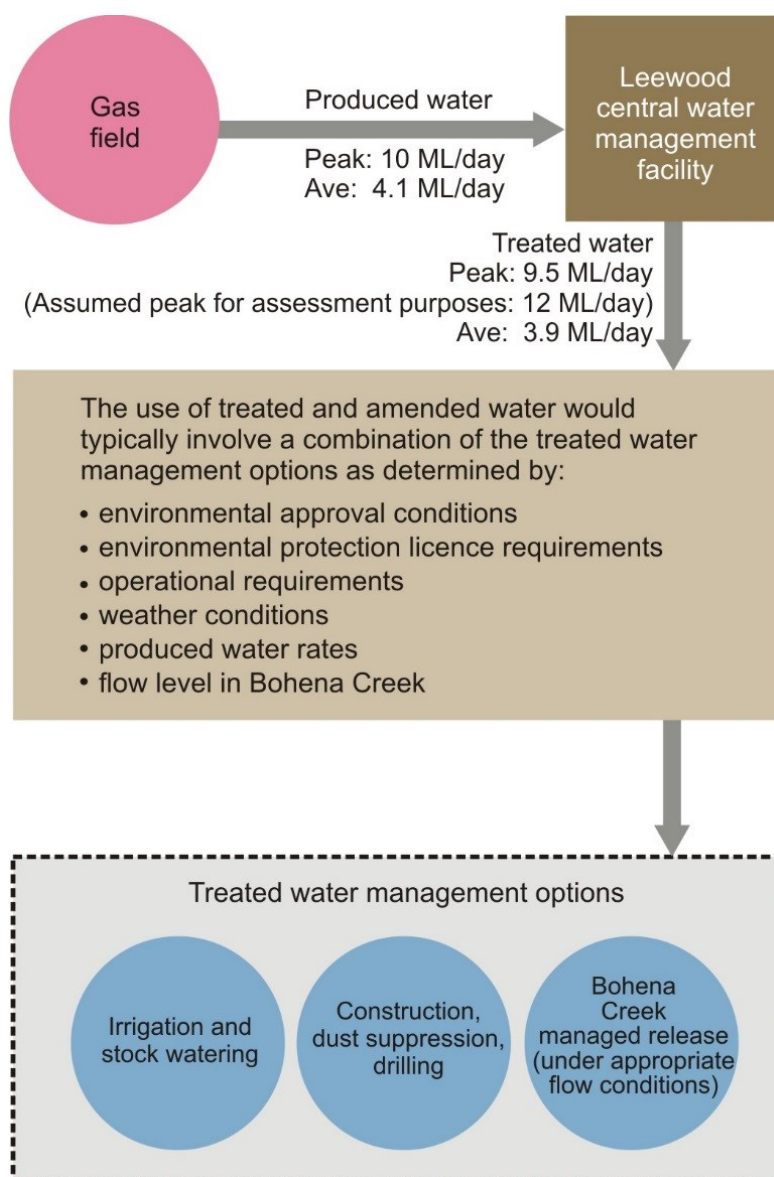 Gas
field
Produced water
Peak: 10 ML/day
Ave: 4.1 ML/day
Leewood
central water
management
facility
Treated water
Peak: 9.5 ML/day
(Assumed peak for assessment purposes: 12 ML/day)
Ave: 3.9 ML/day
The use of treated and amended water would
typically involve a combination of the treated water
management options as determined by:
• environmental approval conditions
• environmental protection licence requirements
• operational requirements
• weather conditions
• produced water rates
• flow level in Bohena Creek
Treated water management options
Irrigation and
stock watering
Construction,
dust suppression,
drilling
Bohena
Creek
managed release
(under appropriate
flow conditions)